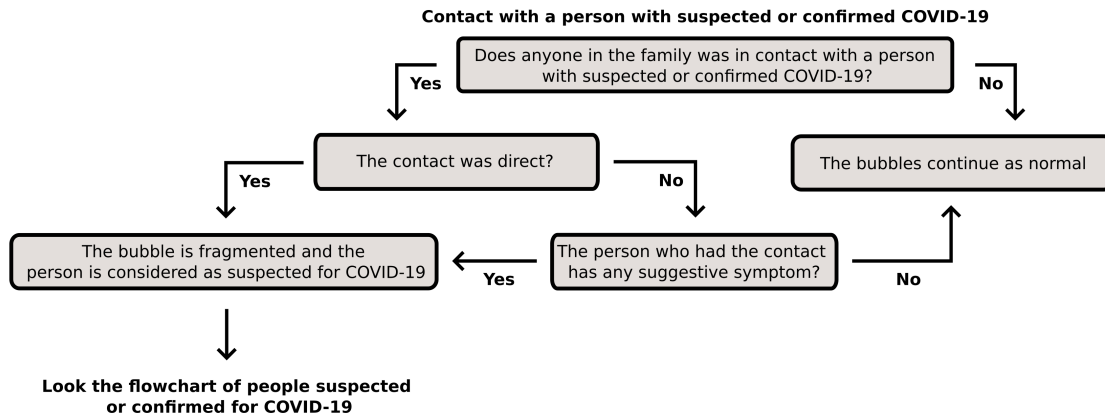 Contact with a person with suspected or confirmed COVID-19
Does anyone in the family was in contact with a person
with suspected or confirmed COVID-19?
Yes
No
The contact was direct?
The bubbles continue as normal
Yes
No
The bubble is fragmented and the
person is considered as suspected for COVID-19
The person who had the contact
has any suggestive symptom?
Yes
No
Look the flowchart of people suspected
or confirmed for COVID-19